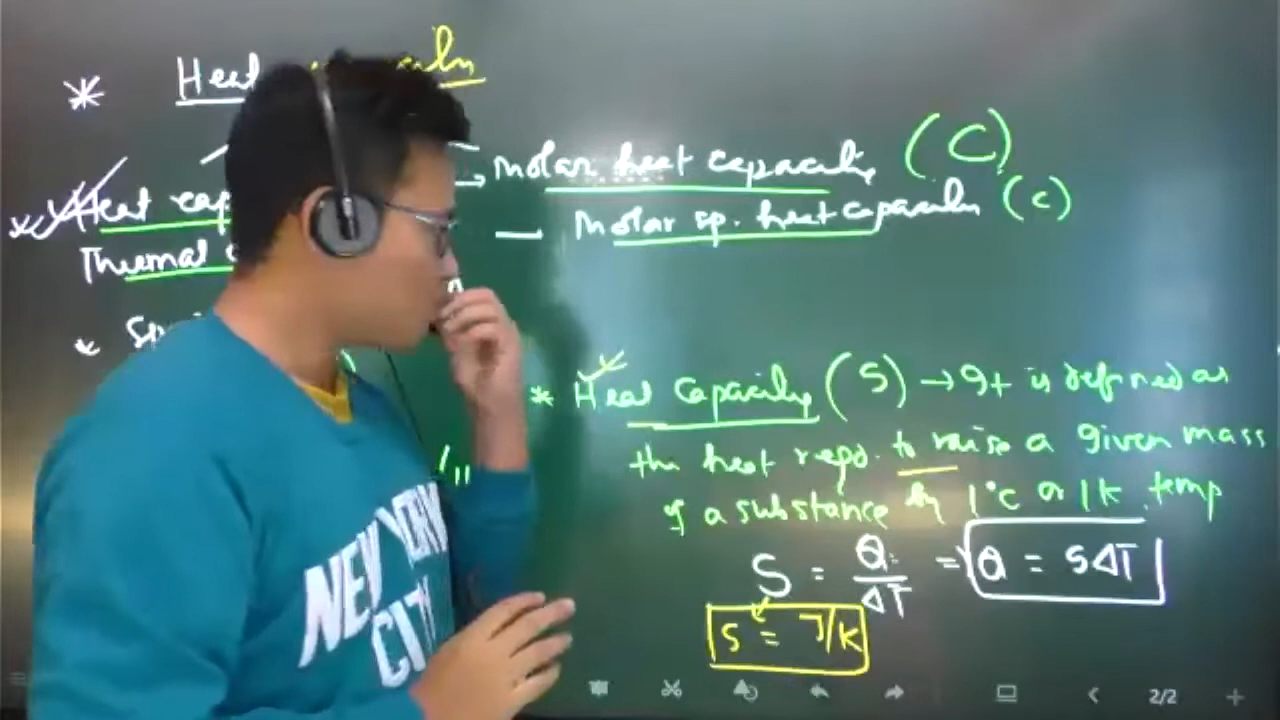 * Heat
molar heat capacity (C)
Heat cap
molar sp. heat capacity (c)
Thermal
* Sp
* Heat Capacity (S) → It is defined as
the heat reqd. to raise a given mass
of a substance by 1°C or 1K temp
S = Q/ΔT ⇒ Q = SΔT
S = J/K
NEW YORK
CITY
2/2